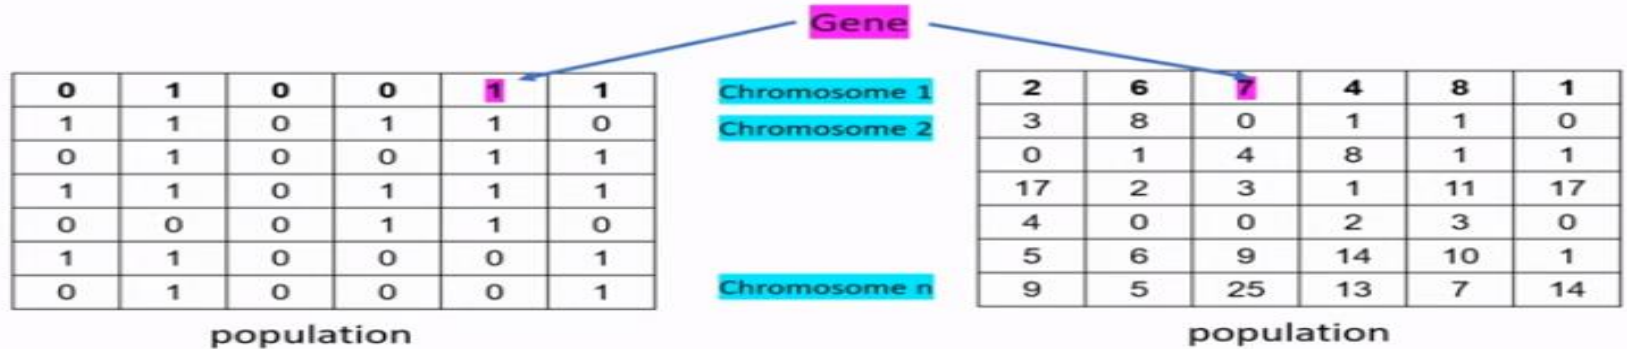 Gene
0 1 0 0 1 1 Chromosome 1 2 6 7 4 8 1
1 1 0 1 1 0 Chromosome 2 3 8 0 1 1 0
0 1 0 0 1 1 0 1 4 8 1 1
1 1 0 1 1 1 17 2 3 1 11 17
0 0 0 1 1 0 4 0 0 2 3 0
1 1 0 0 0 1 5 6 9 14 10 1
0 1 0 0 0 1 Chromosome n 9 5 25 13 7 14
population population